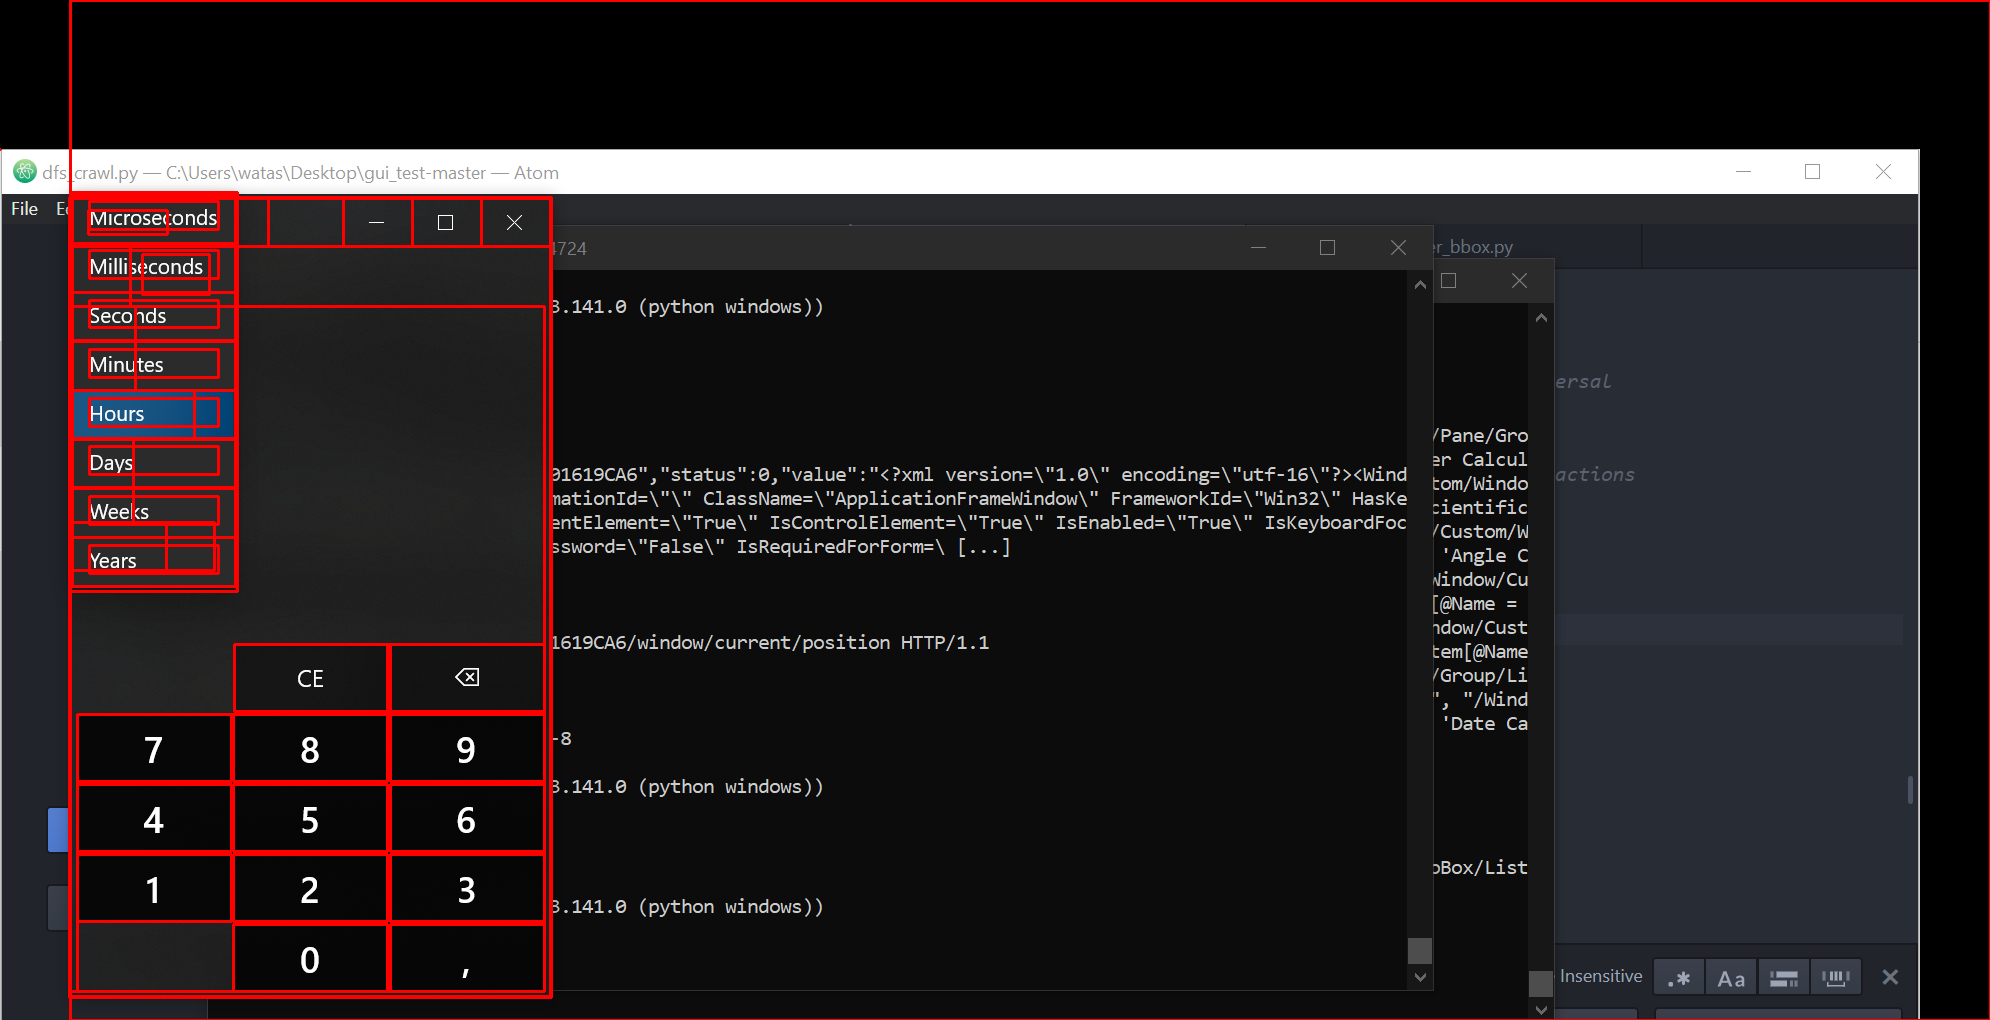 dfs_crawl.py — C:\Users\watas\Desktop\gui_test-master — Atom
File
Microseconds
4724
er_bbox.py
Milliseconds
3.141.0 (python windows))
Seconds
Minutes
ersal
Hours
/Pane/Gro
Days
er Calcul
01619CA6","status":0,"value":"<?xml version=\"1.0\" encoding=\"utf-16\"?><Wind
tom/Windo
actions
mationId=\"\" ClassName=\"ApplicationFrameWindow\" FrameworkId=\"Win32\" HasKe
cientific
Weeks
entElement=\"True\" IsControlElement=\"True\" IsEnabled=\"True\" IsKeyboardFoc
/Custom/W
ssword=\"False\" IsRequiredForForm=\ [...]
'Angle C
Years
Window/Cu
[@Name =
ndow/Cust
1619CA6/window/current/position HTTP/1.1
tem[@Name
CE
/Group/Li
", "/Wind
'Date Ca
7 8 9
-8
3.141.0 (python windows))
4 5 6
oBox/List
1 2 3
3.141.0 (python windows))
0 ,
Insensitive .* Aa